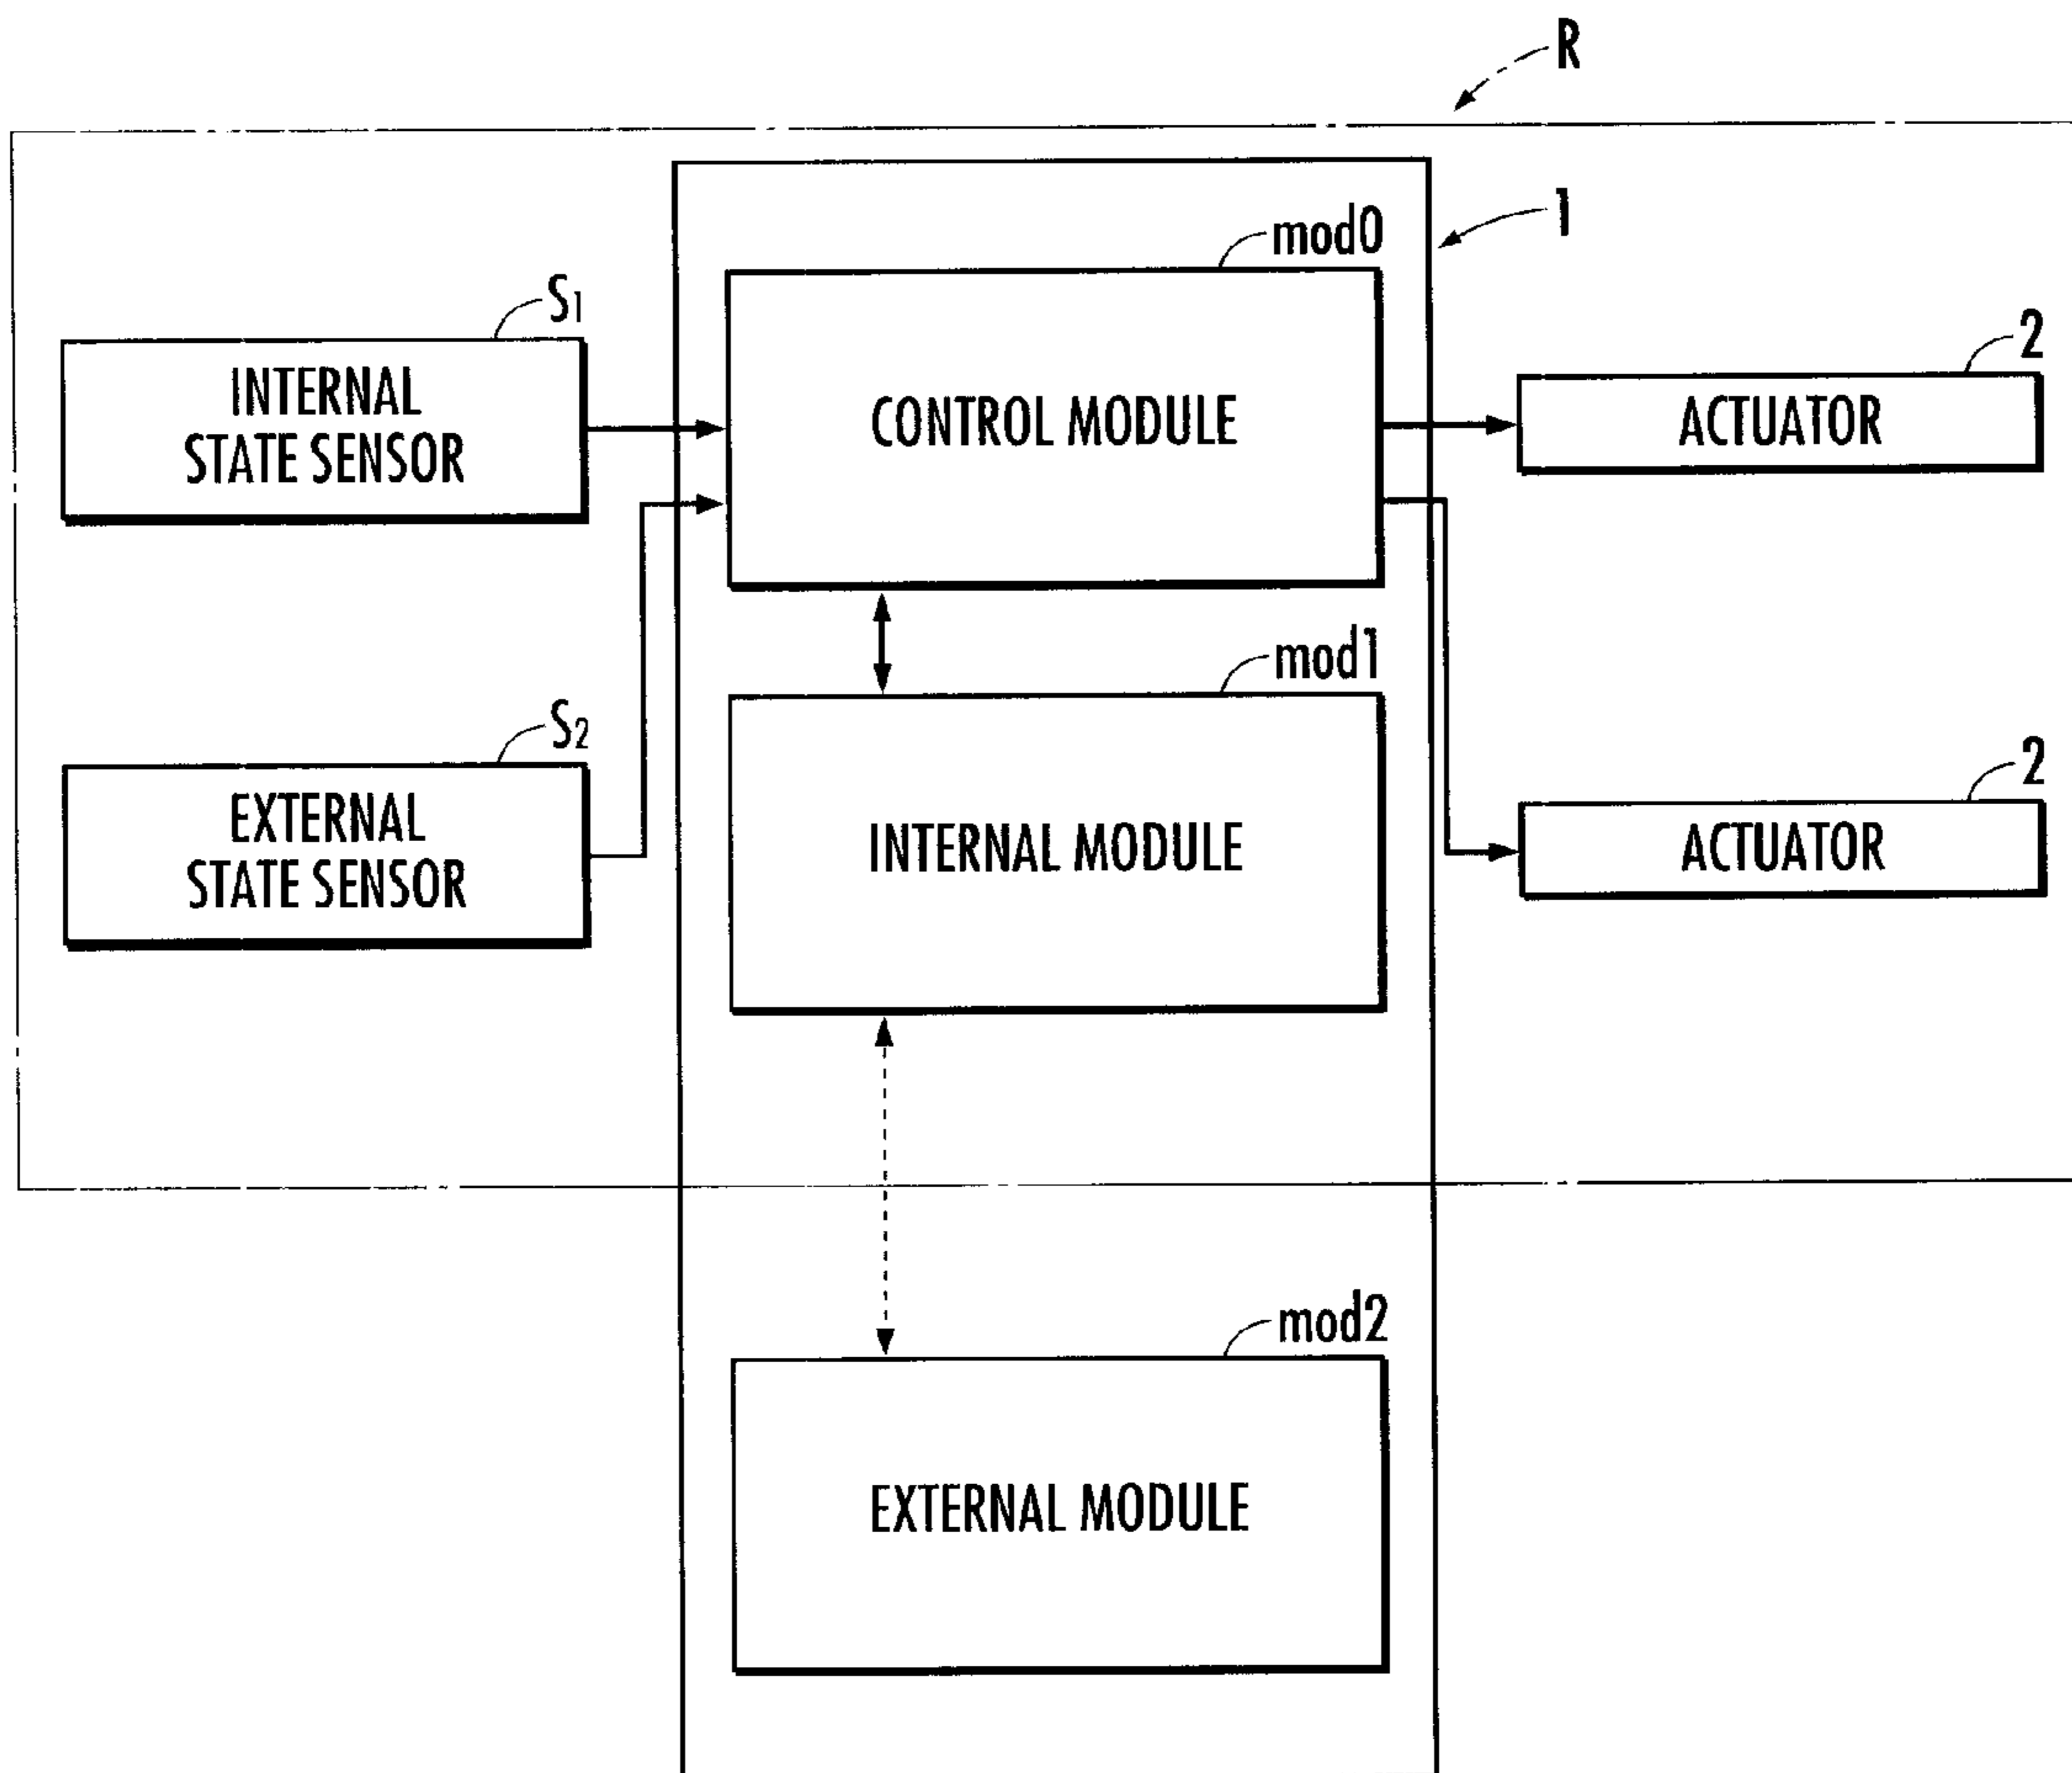 R
1
mod0
S1
INTERNAL
STATE SENSOR
CONTROL MODULE
2
ACTUATOR
mod1
S2
EXTERNAL
STATE SENSOR
INTERNAL MODULE
2
ACTUATOR
mod2
EXTERNAL MODULE